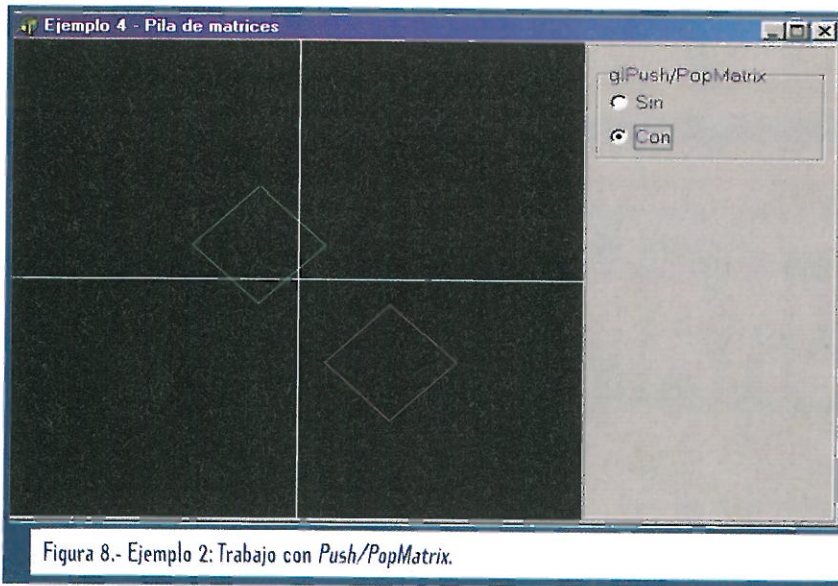 Ejemplo 4 - Pila de matrices
glPush/PopMatrix
Sin
Con
Figura 8.- Ejemplo 2: Trabajo con Push/PopMatrix.